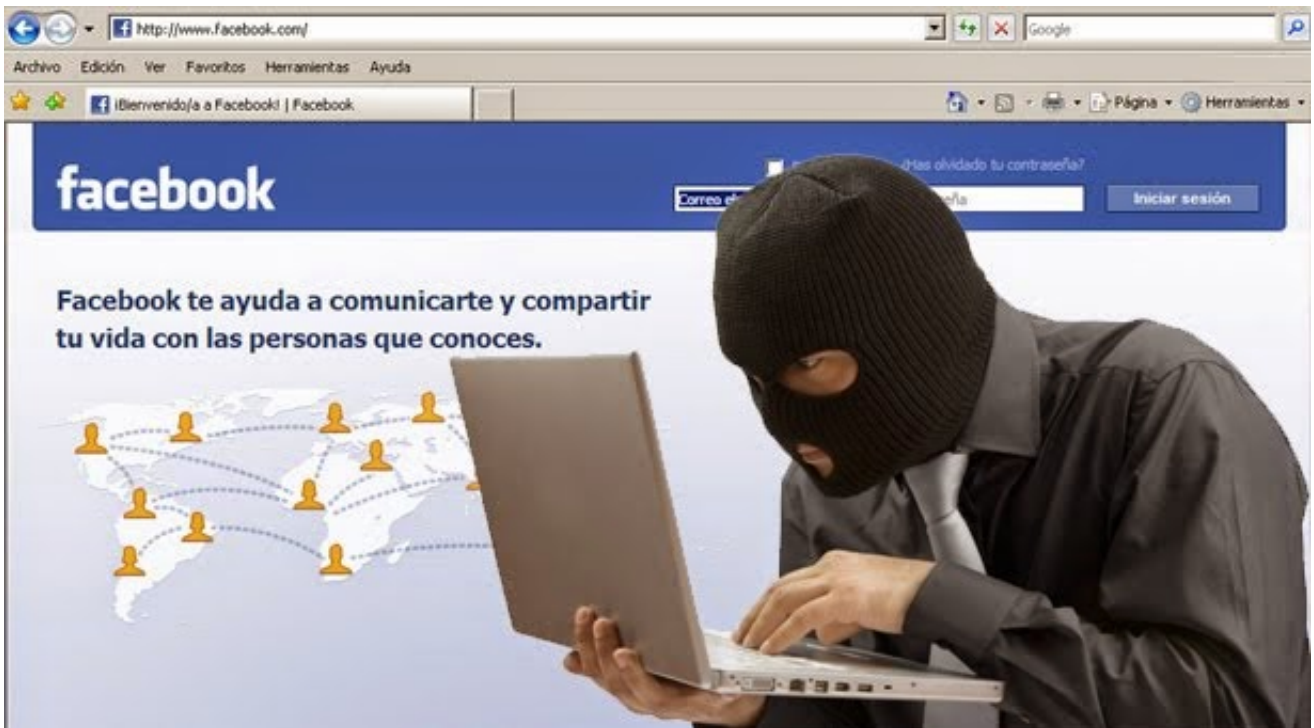 http://www.facebook.com/
Google
Archivo Edición Ver Favoritos Herramientas Ayuda
¡Bienvenido/a a Facebook! | Facebook
Página Herramientas
facebook
¿Has olvidado tu contraseña?
Correo
Iniciar sesión
Facebook te ayuda a comunicarte y compartir
tu vida con las personas que conoces.